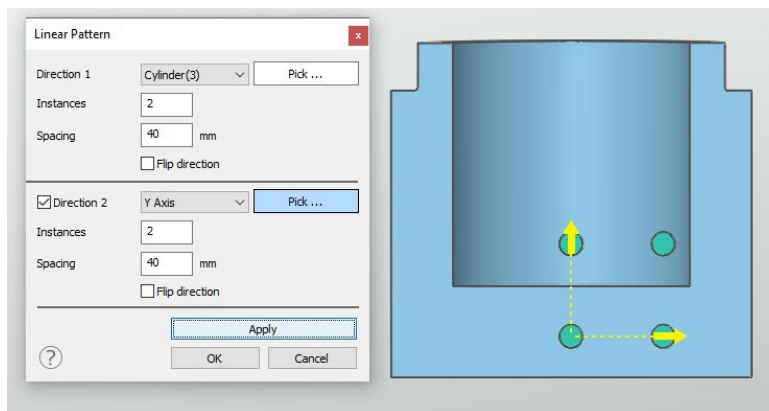 Linear Pattern x
Direction 1 Cylinder(3) Pick ...
Instances 2
Spacing 40 mm
Flip direction
Direction 2 Y Axis Pick ...
Instances 2
Spacing 40 mm
Flip direction
Apply
? OK Cancel